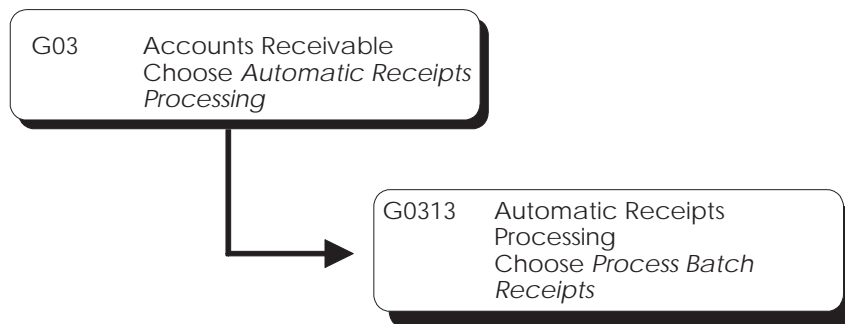 G03 Accounts Receivable
Choose Automatic Receipts
Processing
G0313 Automatic Receipts
Processing
Choose Process Batch
Receipts